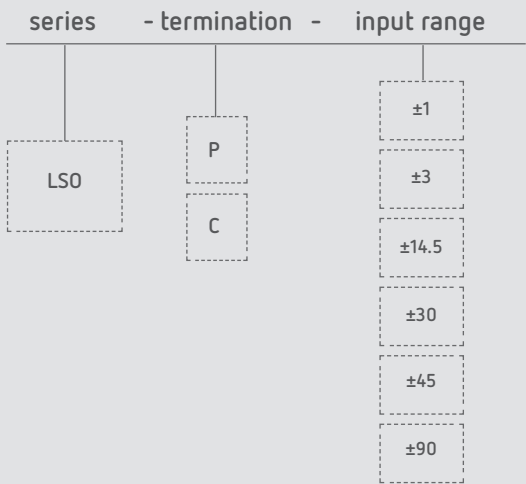 series - termination - input range
LSO
P
C
±1
±3
±14.5
±30
±45
±90